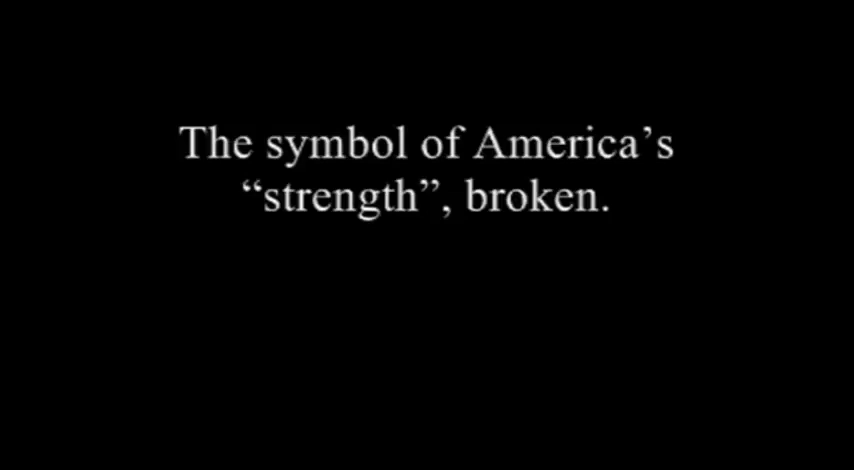 The symbol of America’s
“strength”, broken.